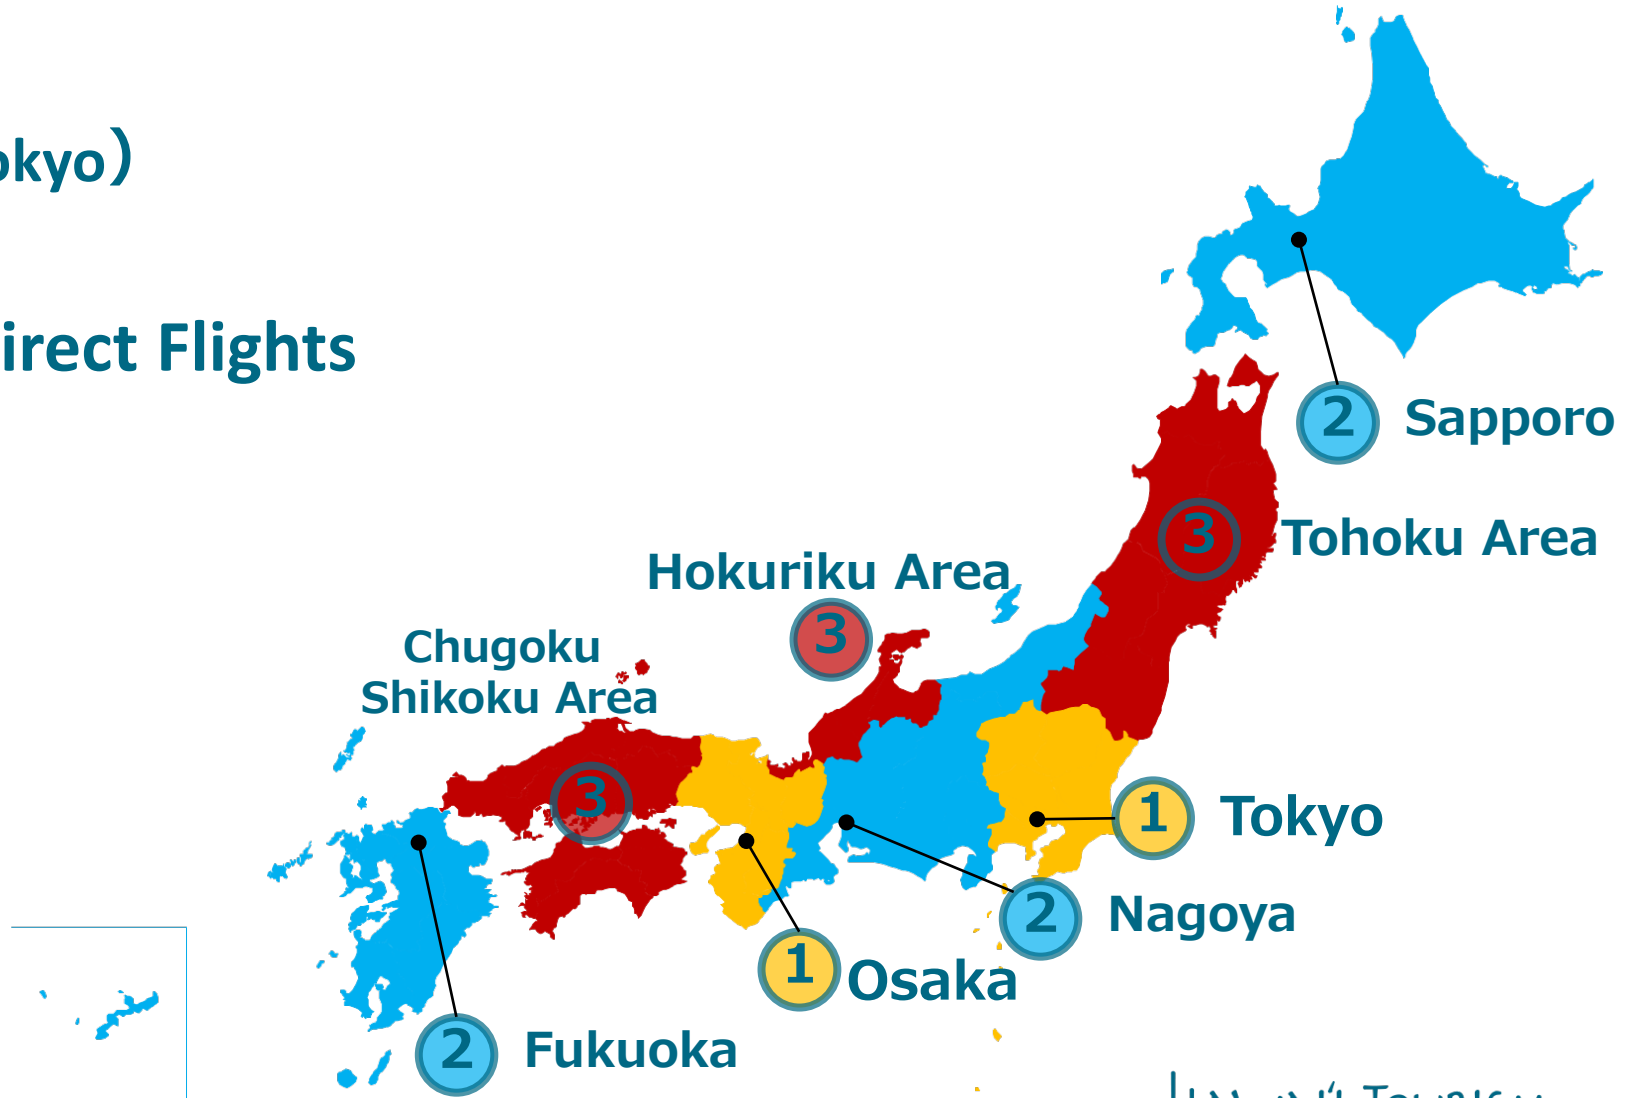 okyo)
irect Flights
2 Sapporo
3 Tohoku Area
Hokuriku Area
3
Chugoku
Shikoku Area
3
1 Tokyo
2 Nagoya
1 Osaka
2 Fukuoka